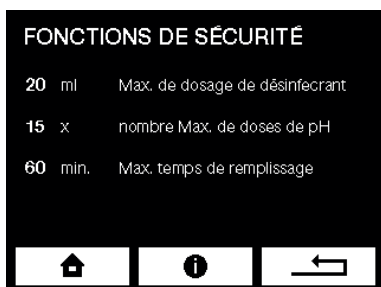 FONCTIONS DE SÉCURITÉ
20 ml Max. de dosage de désinfecrant
15 x nombre Max. de doses de pH
60 min. Max. temps de remplissage